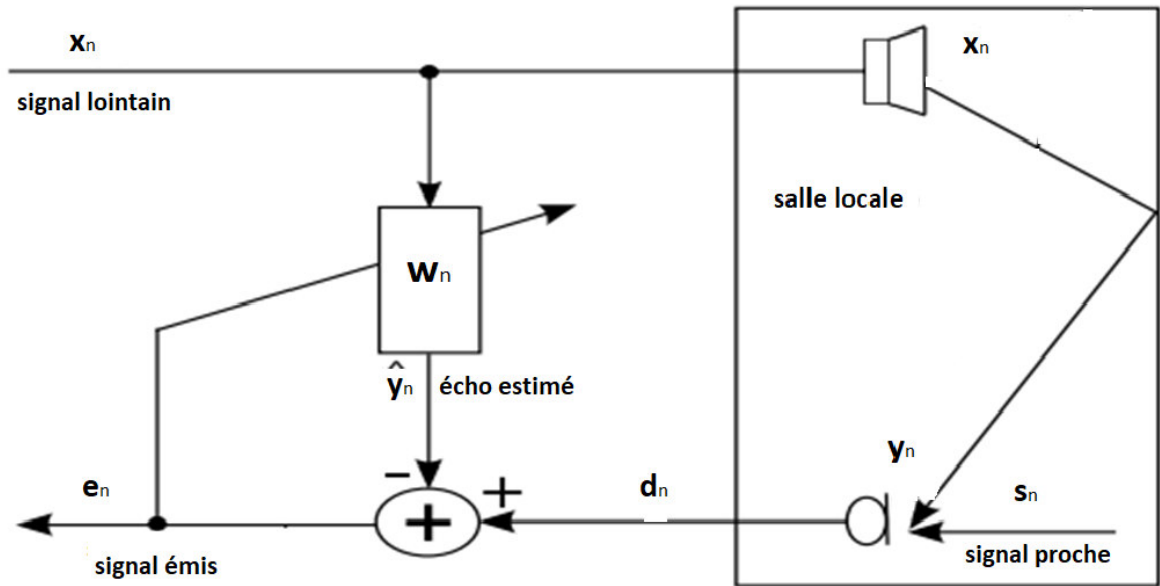 xn
xn
signal lointain
salle locale
wn
ŷn écho estimé
yn
- +
en
dn
sn
+
signal proche
signal émis